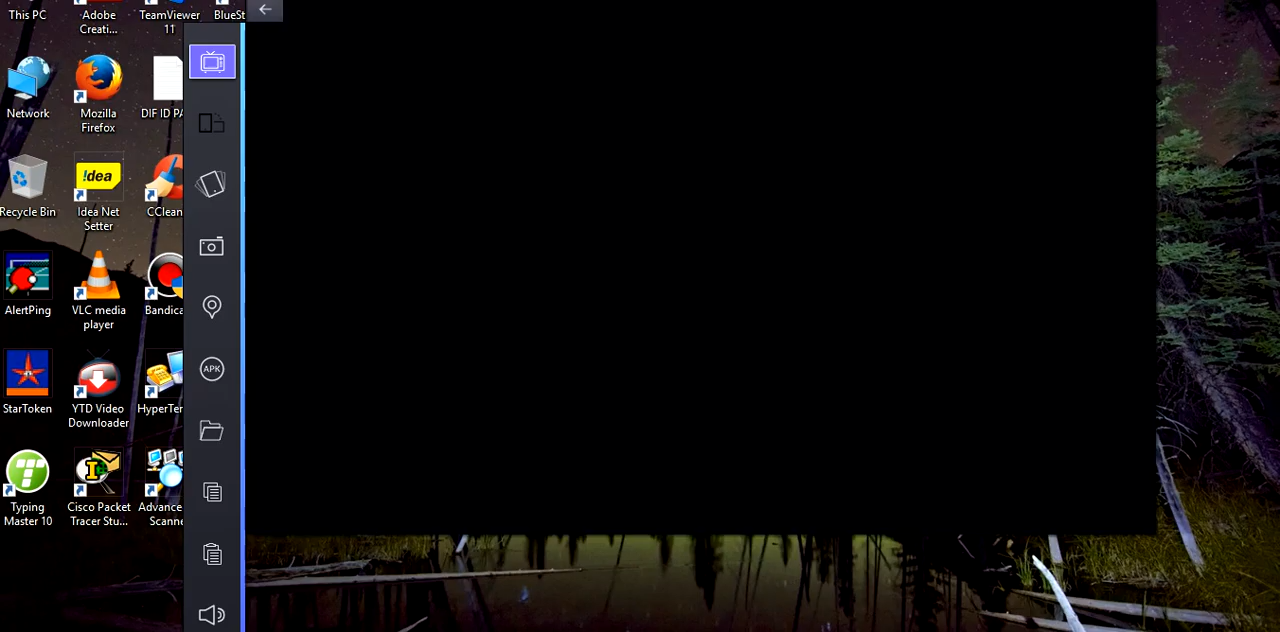 This PC
Adobe
Creati...
TeamViewer
11
BlueSt
Network
Mozilla
Firefox
DIF ID PA
!dea
Recycle Bin
Idea Net
Setter
CClean
AlertPing
VLC media
player
Bandica
APK
StarToken
YTD Video
Downloader
HyperTer
Typing
Master 10
Cisco Packet
Tracer Stu...
Advance
Scanne